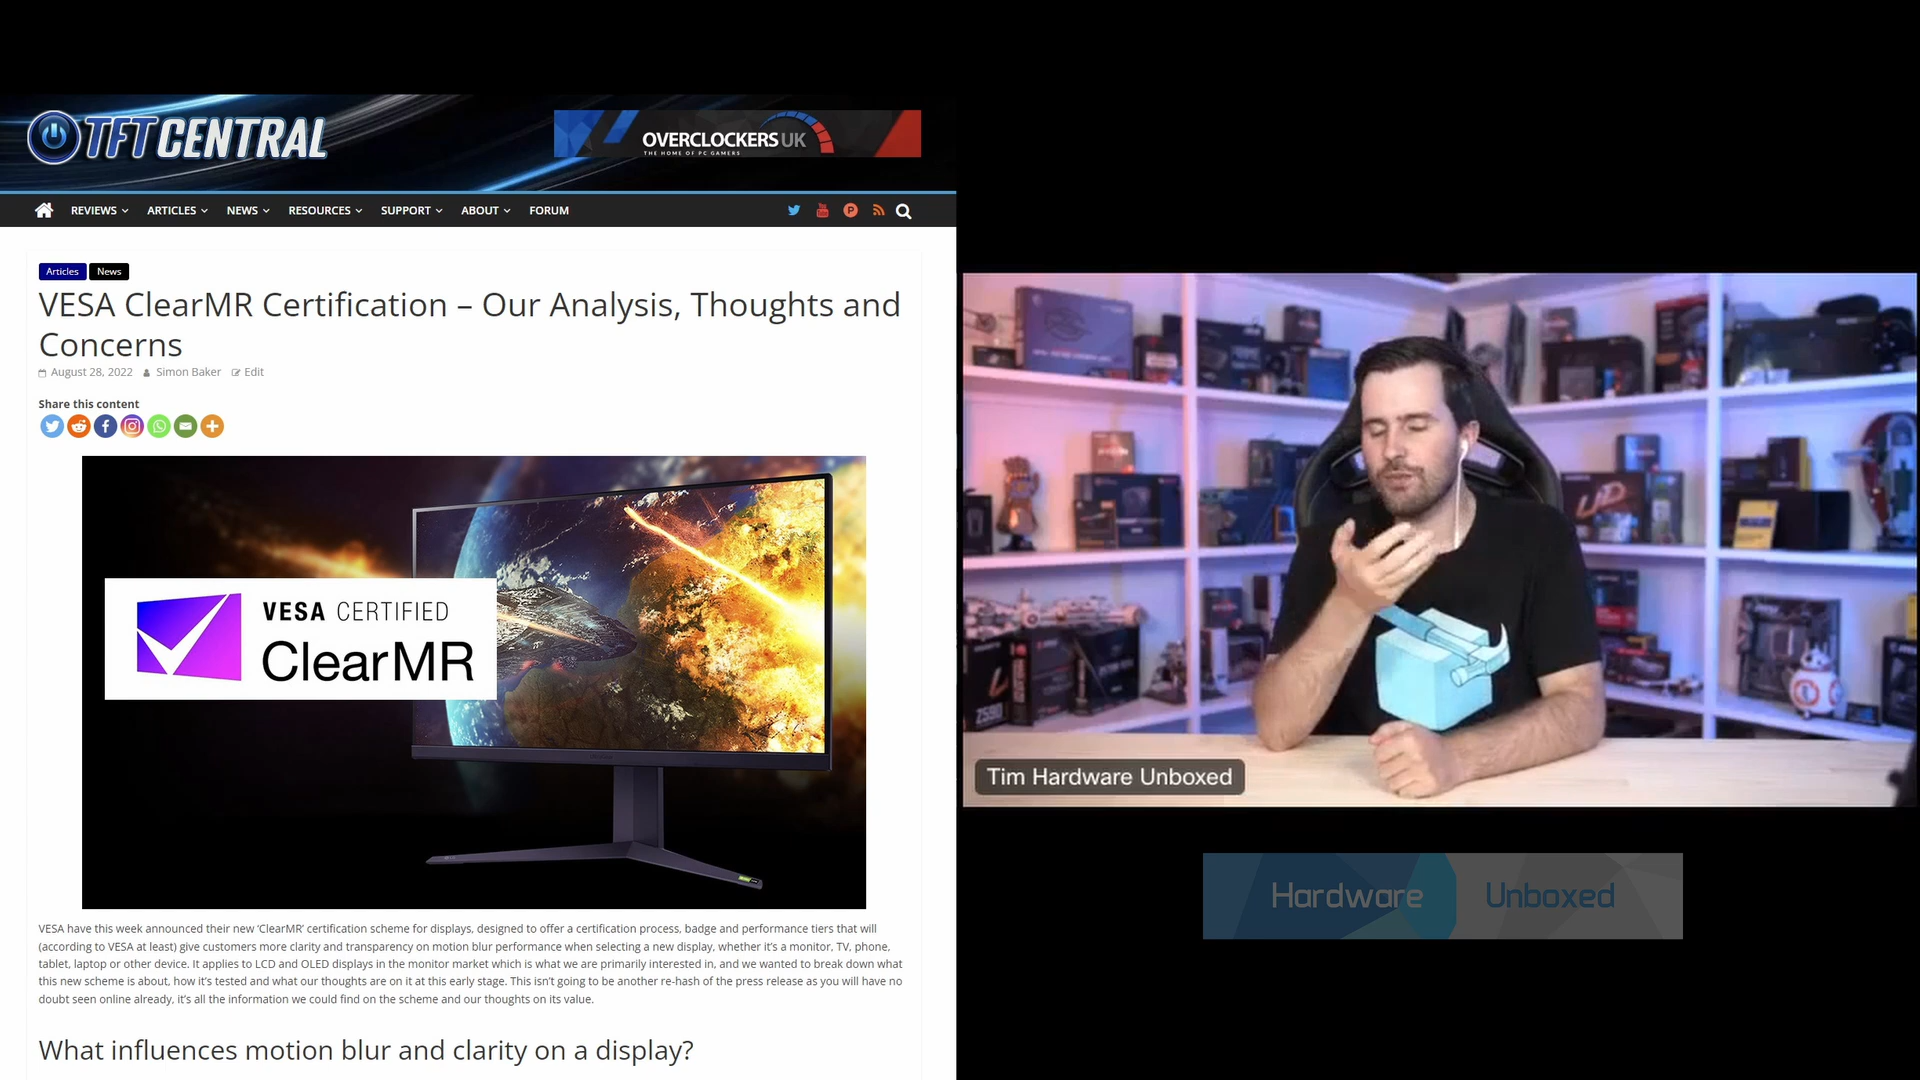 TFTCENTRAL
OVERCLOCKERS UK
THE HOME OF PC GAMERS
REVIEWS ARTICLES NEWS RESOURCES SUPPORT ABOUT FORUM
Articles News
VESA ClearMR Certification – Our Analysis, Thoughts and
Concerns
August 28, 2022 Simon Baker Edit
Share this content
VESA CERTIFIED
ClearMR
VESA have this week announced their new ‘ClearMR’ certification scheme for displays, designed to offer a certification process, badge and performance tiers that will
(according to VESA at least) give customers more clarity and transparency on motion blur performance when selecting a new display, whether it’s a monitor, TV, phone,
tablet, laptop or other device. It applies to LCD and OLED displays in the monitor market which is what we are primarily interested in, and we wanted to break down what
this new scheme is about, how it’s tested and what our thoughts are on it at this early stage. This isn’t going to be another re-hash of the press release as you will have no
doubt seen online already, it’s all the information we could find on the scheme and our thoughts on its value.
What influences motion blur and clarity on a display?
Z590
Tim Hardware Unboxed
Hardware Unboxed